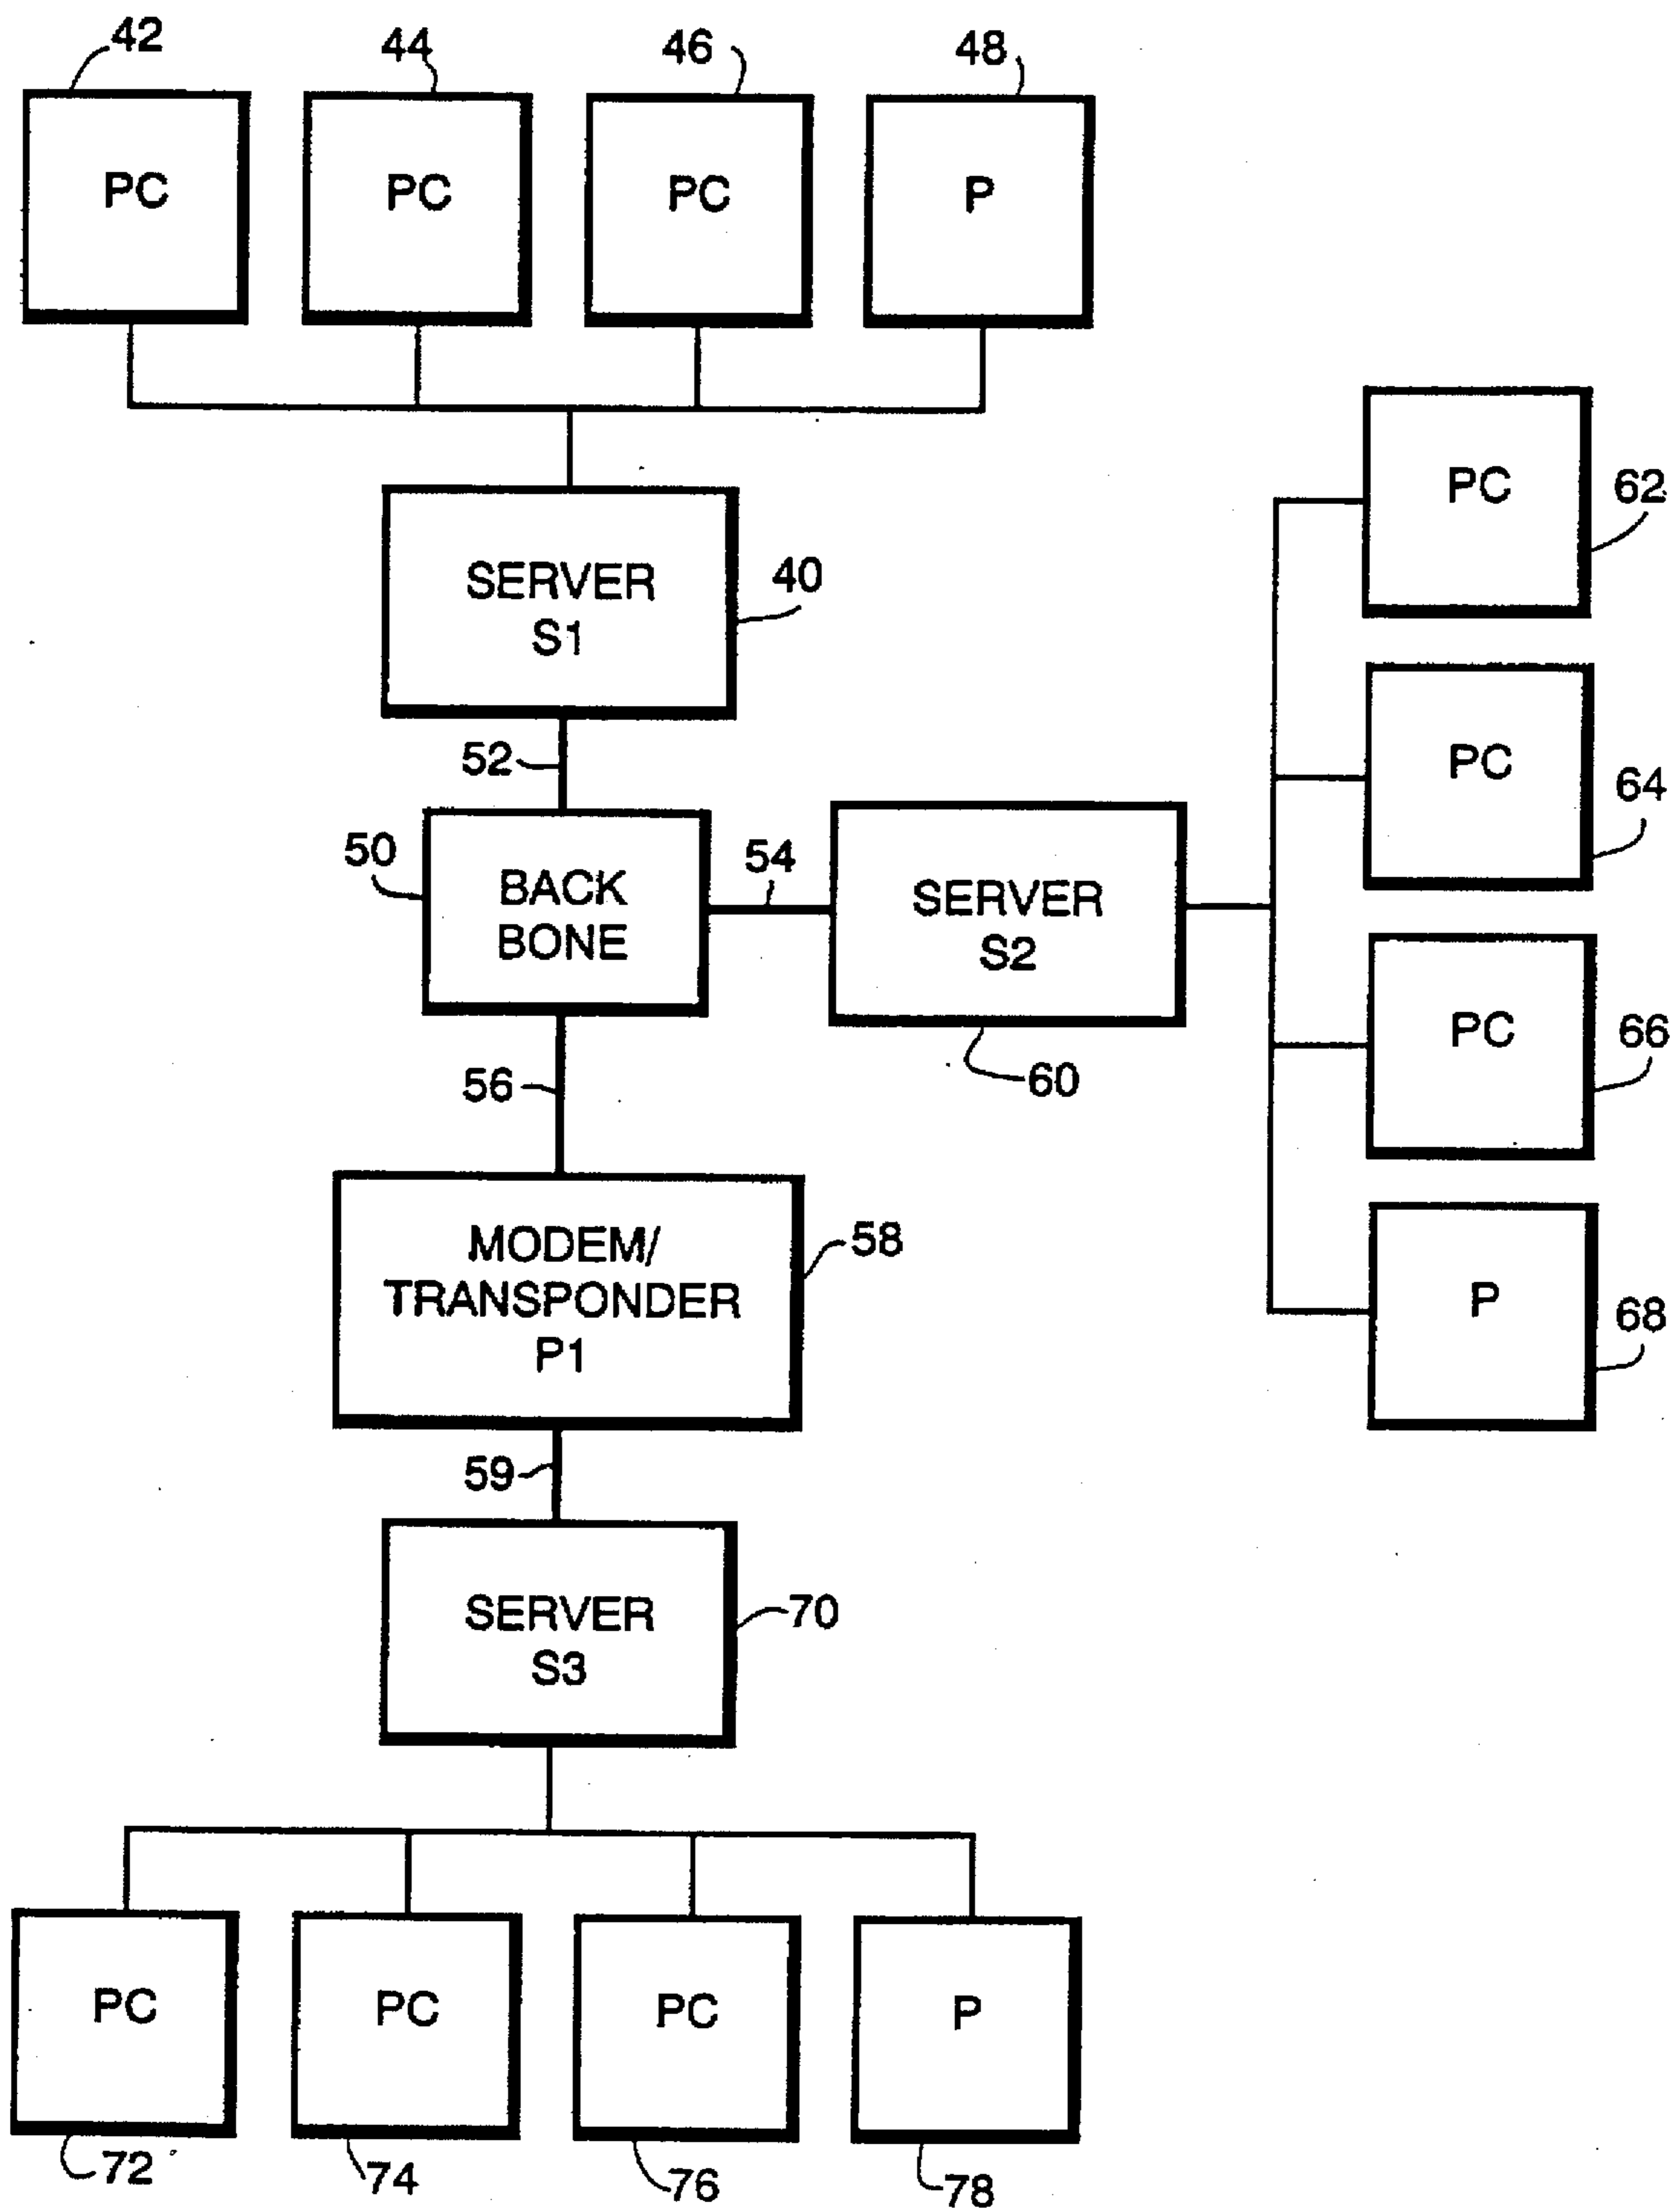 42
44
46
48
PC
PC
PC
P
PC
62
SERVER
S1
40
52
PC
64
50
BACK
BONE
54
SERVER
S2
60
PC
66
56
MODEM/
TRANSPONDER
P1
58
P
68
59
SERVER
S3
70
PC
PC
PC
P
72
74
76
78